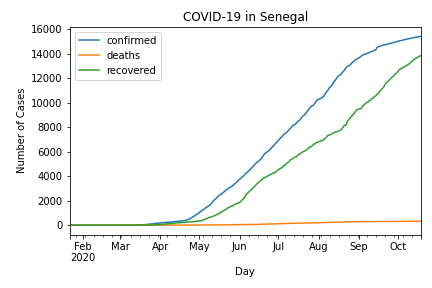 COVID-19 in Senegal
confirmed
deaths
recovered
Number of Cases
16000
14000
12000
10000
8000
6000
4000
2000
0
Feb Mar Apr May Jun Jul Aug Sep Oct
2020
Day